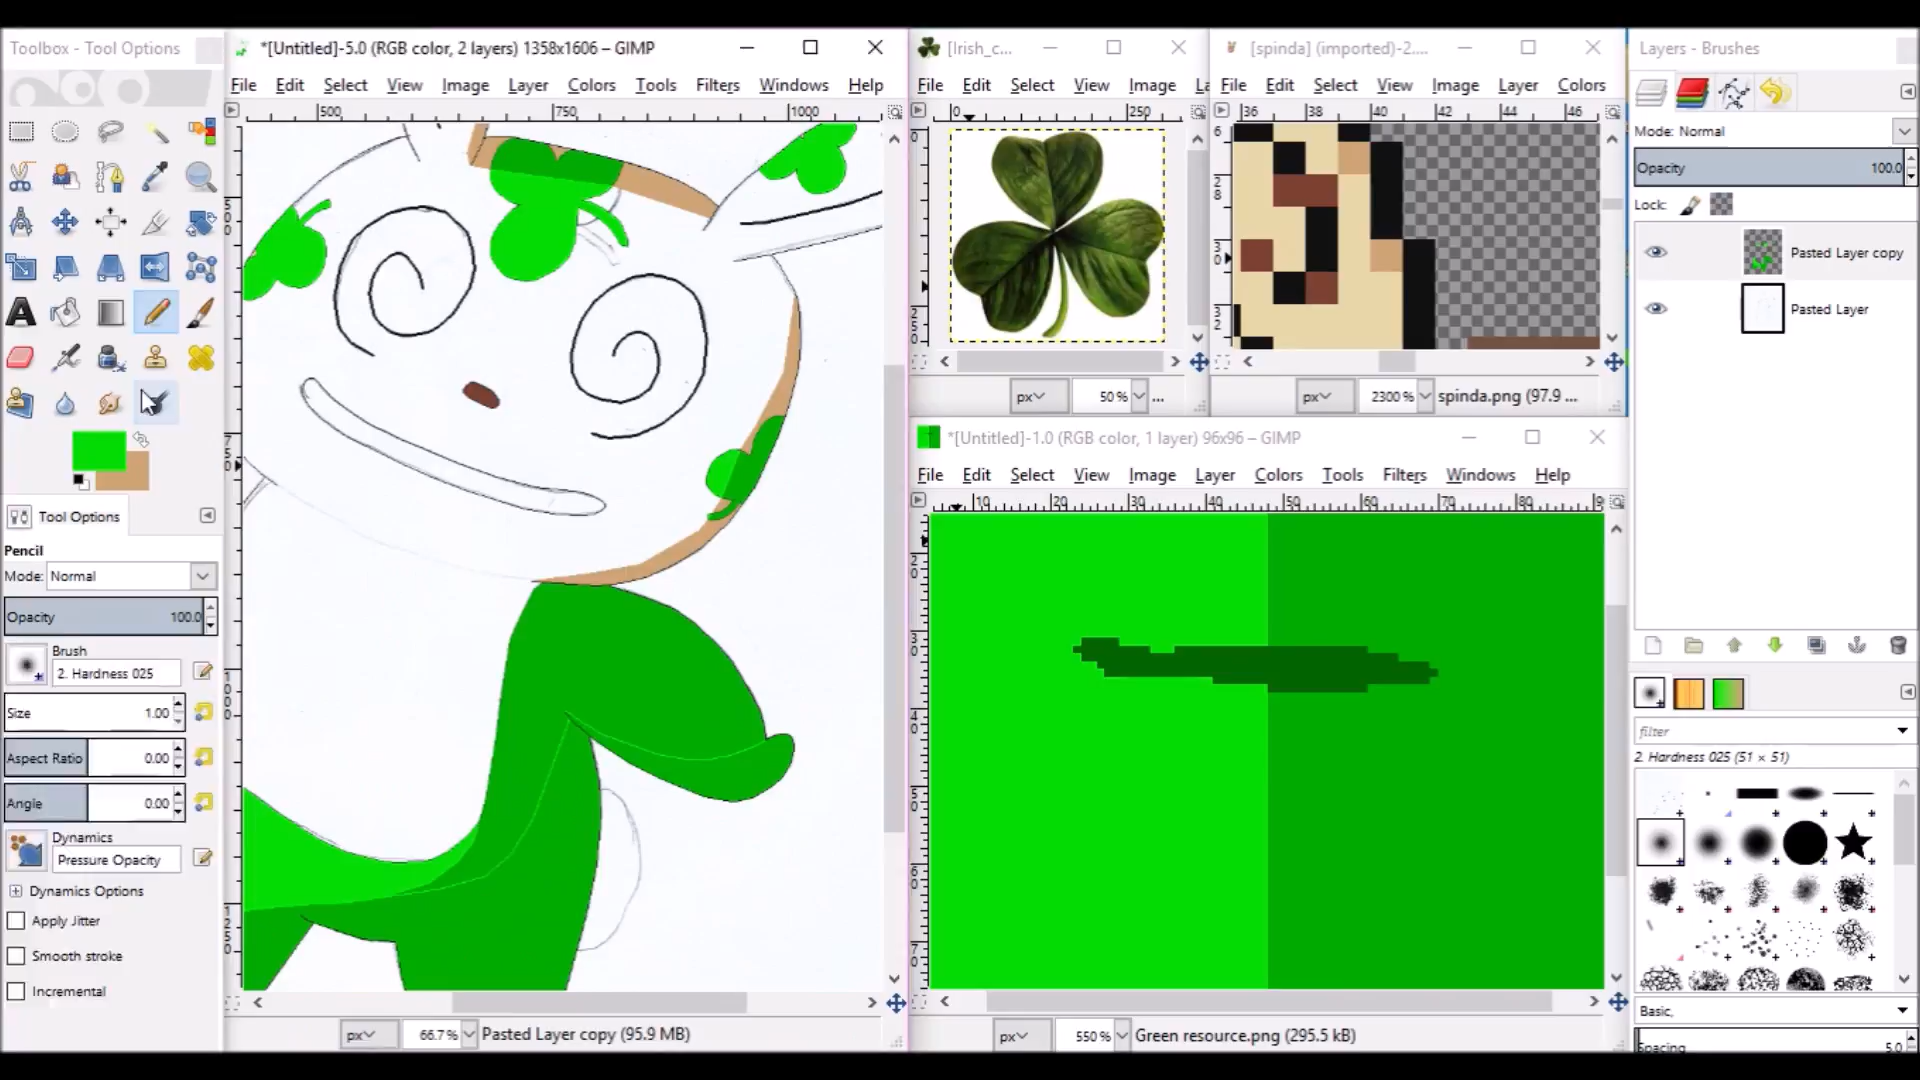 Toolbox - Tool Options
*[Untitled]-5.0 (RGB color, 2 layers) 1358x1606 – GIMP
[Irish_c...
[spinda] (imported)-2....
Layers - Brushes
File Edit Select View Image Layer Colors Tools Filters Windows Help
File Edit Select View Image La
File Edit Select View Image Layer Colors
500 750 1000
0 250
36 38 40 42 44 46
Mode: Normal
Opacity 100.0
Lock:
Pasted Layer copy
Pasted Layer
px 50 % ...
px 2300 % spinda.png (97.9 ...
*[Untitled]-1.0 (RGB color, 1 layer) 96x96 – GIMP
File Edit Select View Image Layer Colors Tools Filters Windows Help
10 20 30 40 50 60 70 80 9
Tool Options
Pencil
Mode: Normal
Opacity 100.0
Brush
2. Hardness 025
Size 1.00
Aspect Ratio 0.00
Angle 0.00
Dynamics
Pressure Opacity
Dynamics Options
Apply Jitter
Smooth stroke
Incremental
filter
2. Hardness 025 (51 × 51)
Basic,
Spacing 5.0
px 66.7 % Pasted Layer copy (95.9 MB)
px 550 % Green resource.png (295.5 kB)